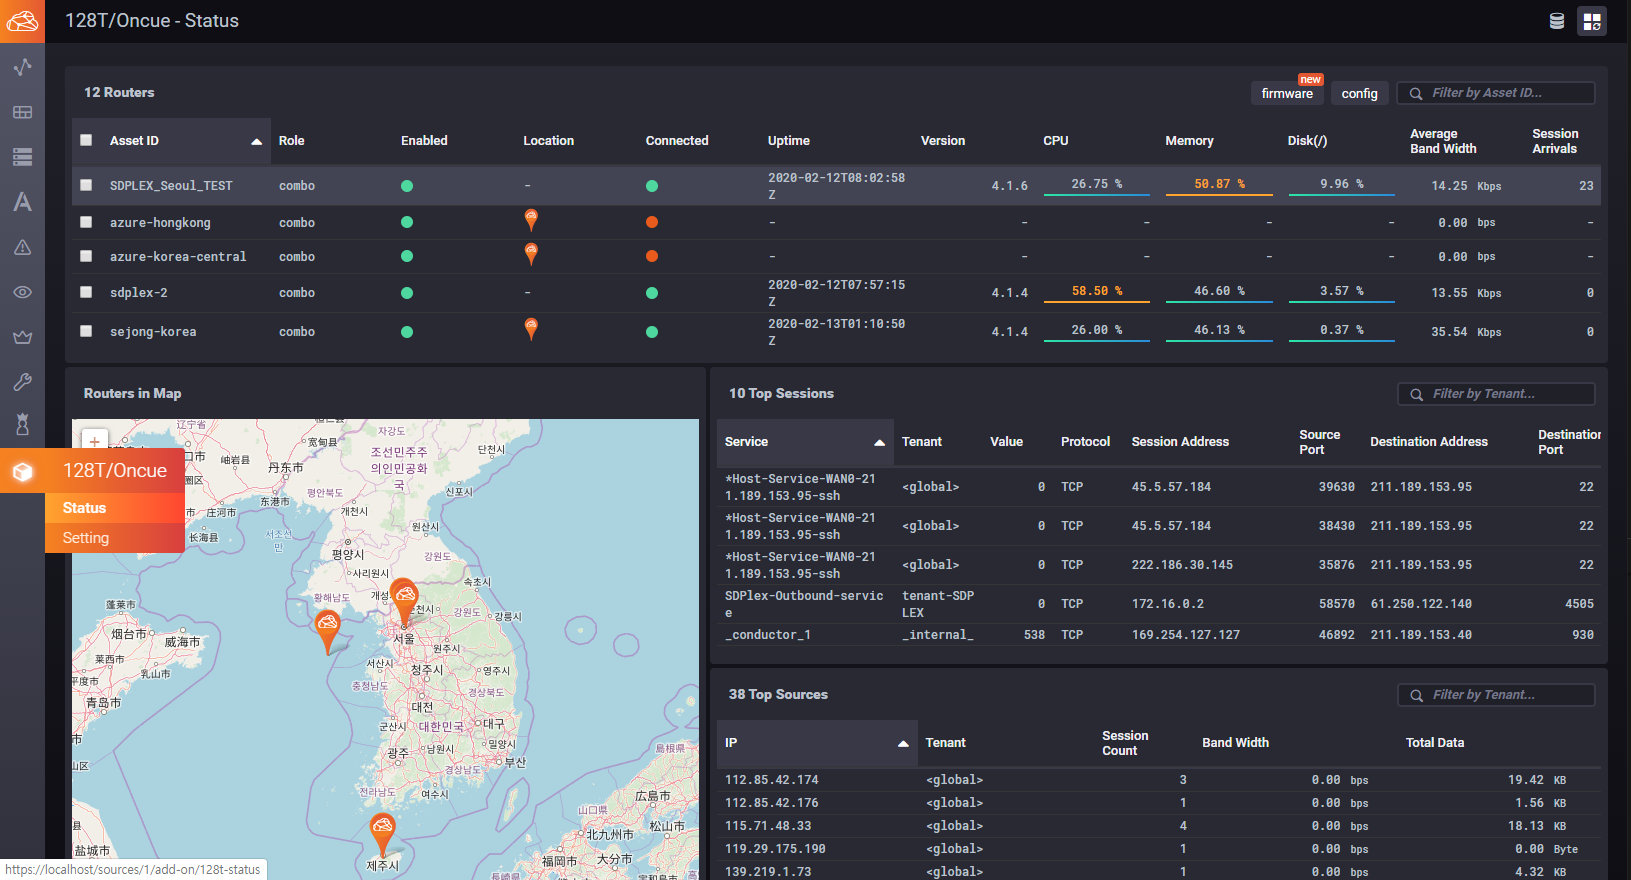 128T/Oncue - Status
12 Routers
new
firmware
config
Filter by Asset ID...
Asset ID Role Enabled Location Connected Uptime Version CPU Memory Disk(/) Average Band Width Session Arrivals
SDPLEX_Seoul_TEST combo - 2020-02-12T08:02:58Z 4.1.6 26.75 % 50.87 % 9.96 % 14.25 Kbps 23
azure-hongkong combo - - - - - 0.00 bps -
azure-korea-central combo - - - - - 0.00 bps -
sdplex-2 combo - 2020-02-12T07:57:15Z 4.1.4 58.50 % 46.60 % 3.57 % 13.55 Kbps 0
sejong-korea combo 2020-02-13T01:10:50Z 4.1.4 26.00 % 46.13 % 0.37 % 35.54 Kbps 0
128T/Oncue
Status
Setting
Routers in Map
+
辽宁省
자강도
宽甸县
단천시
조선민주주
의인민공화
국
口市
岫岩县
丹东市
신포시
평안북도
东港市
개천시
庄河市
원산시
长海县
서조선
만
평양시
강원도
사리원시
속초시
황해남도
개성
춘천시
강원도
강릉시
蓬莱市
烟台市
威海市
서울
원주시
莱西市
乳山市
서산시
청주시
영주시
平度市
충청남도
경상북도
青岛市
대전
군산시
대한민국
대구
광주
남원시
밀양시
島根県
경상남도
부산
전라남도
여수시
広島市
山口県
北九州市
松山市
제주시
盐城市
福岡市
大分市
長崎県
宮崎市
10 Top Sessions
Filter by Tenant...
Service Tenant Value Protocol Session Address Source Port Destination Address Destination Port
*Host-Service-WAN0-211.189.153.95-ssh <global> 0 TCP 45.5.57.184 39630 211.189.153.95 22
*Host-Service-WAN0-211.189.153.95-ssh <global> 0 TCP 45.5.57.184 38430 211.189.153.95 22
*Host-Service-WAN0-211.189.153.95-ssh <global> 0 TCP 222.186.30.145 35876 211.189.153.95 22
SDPlex-Outbound-service tenant-SDPLEX 0 TCP 172.16.0.2 58570 61.250.122.140 4505
_conductor_1 _internal_ 538 TCP 169.254.127.127 46892 211.189.153.40 930
38 Top Sources
Filter by Tenant...
IP Tenant Session Count Band Width Total Data
112.85.42.174 <global> 3 0.00 bps 19.42 KB
112.85.42.176 <global> 1 0.00 bps 1.56 KB
115.71.48.33 <global> 4 0.00 bps 18.13 KB
119.29.175.190 <global> 1 0.00 bps 0.00 Byte
139.219.1.73 <global> 1 0.00 bps 4.32 KB
https://localhost/sources/1/add-on/128t-status